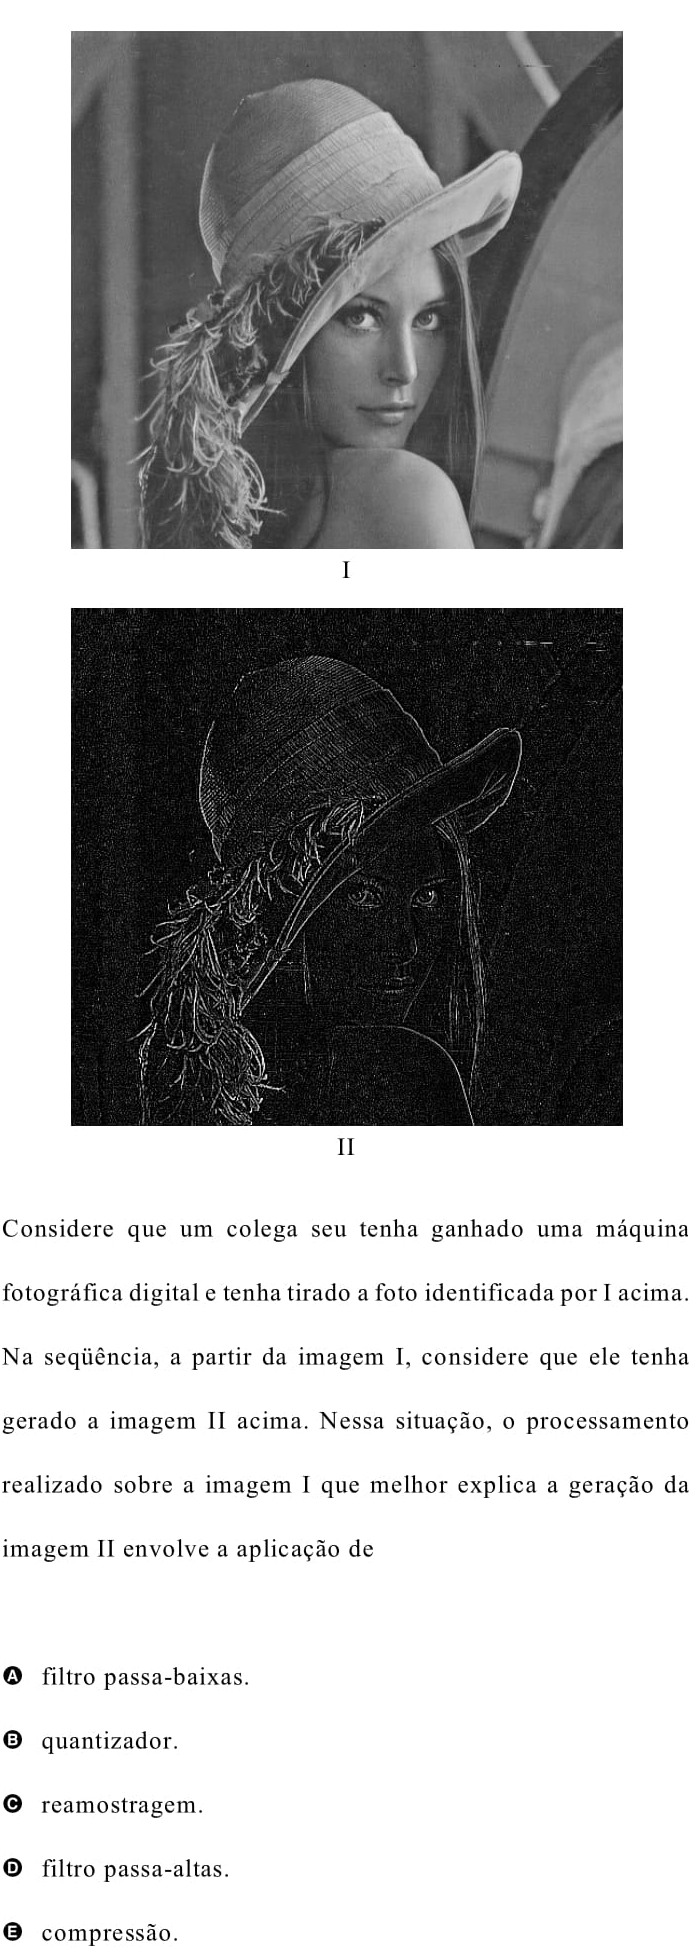 I
II
Considere que um colega seu tenha ganhado uma máquina
fotográfica digital e tenha tirado a foto identificada por I acima.
Na seqüência, a partir da imagem I, considere que ele tenha
gerado a imagem II acima. Nessa situação, o processamento
realizado sobre a imagem I que melhor explica a geração da
imagem II envolve a aplicação de
A filtro passa-baixas.
B quantizador.
C reamostragem.
D filtro passa-altas.
E compressão.